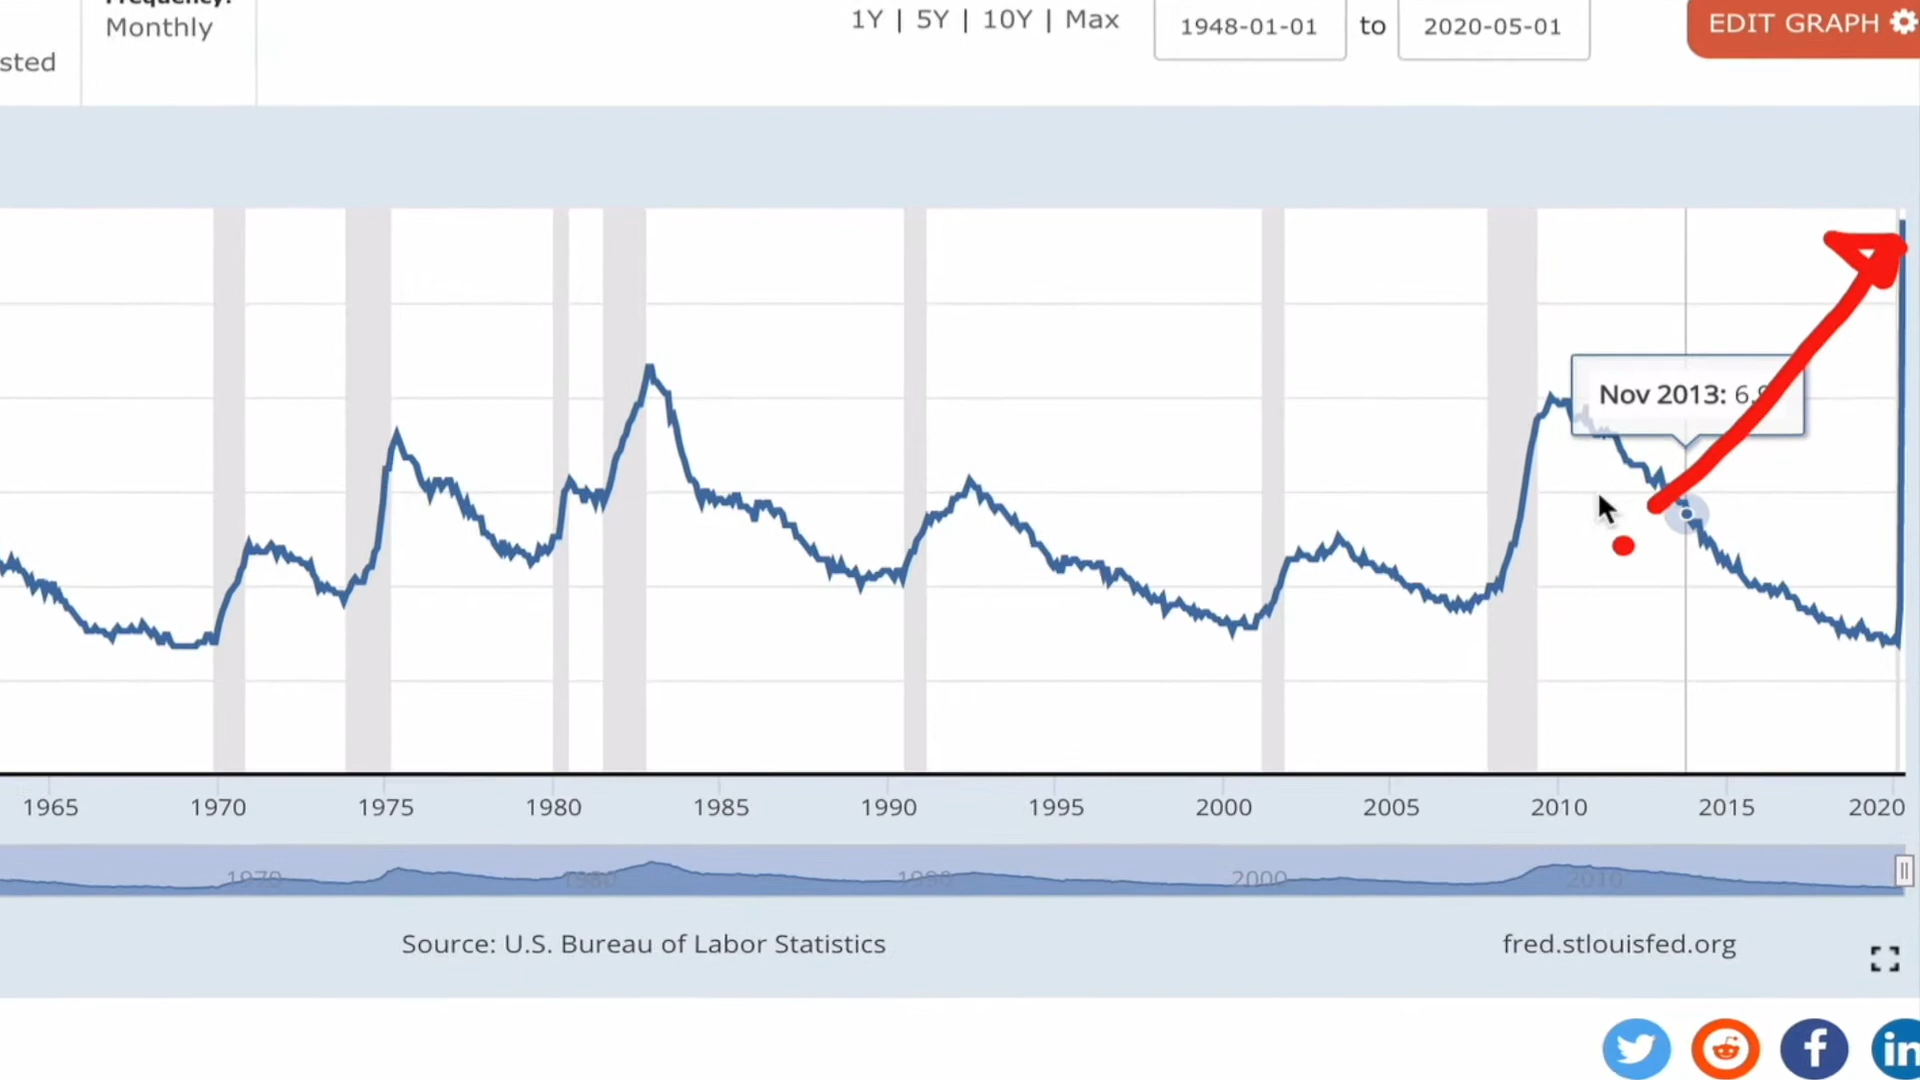 Frequency:
Monthly
sted
1Y | 5Y | 10Y | Max
1948-01-01 to 2020-05-01
EDIT GRAPH
Nov 2013:
1965 1970 1975 1980 1985 1990 1995 2000 2005 2010 2015 2020
1970 1980 1990 2000 2010
Source: U.S. Bureau of Labor Statistics
fred.stlouisfed.org
f
in